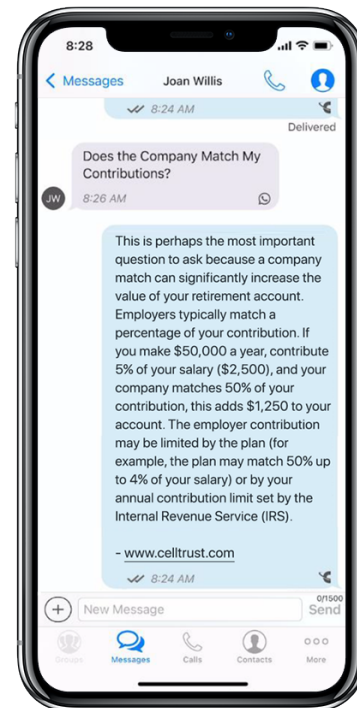 8:28
Messages
Joan Willis
8:24 AM
Delivered
Does the Company Match My
Contributions?
JW
8:26 AM
This is perhaps the most important
question to ask because a company
match can significantly increase the
value of your retirement account.
Employers typically match a
percentage of your contribution. If
you make $50,000 a year, contribute
5% of your salary ($2,500), and your
company matches 50% of your
contribution, this adds $1,250 to your
account. The employer contribution
may be limited by the plan (for
example, the plan may match 50% up
to 4% of your salary) or by your
annual contribution limit set by the
Internal Revenue Service (IRS).
- www.celltrust.com
8:24 AM
0/1500
New Message
Send
Groups
Messages
Calls
Contacts
More